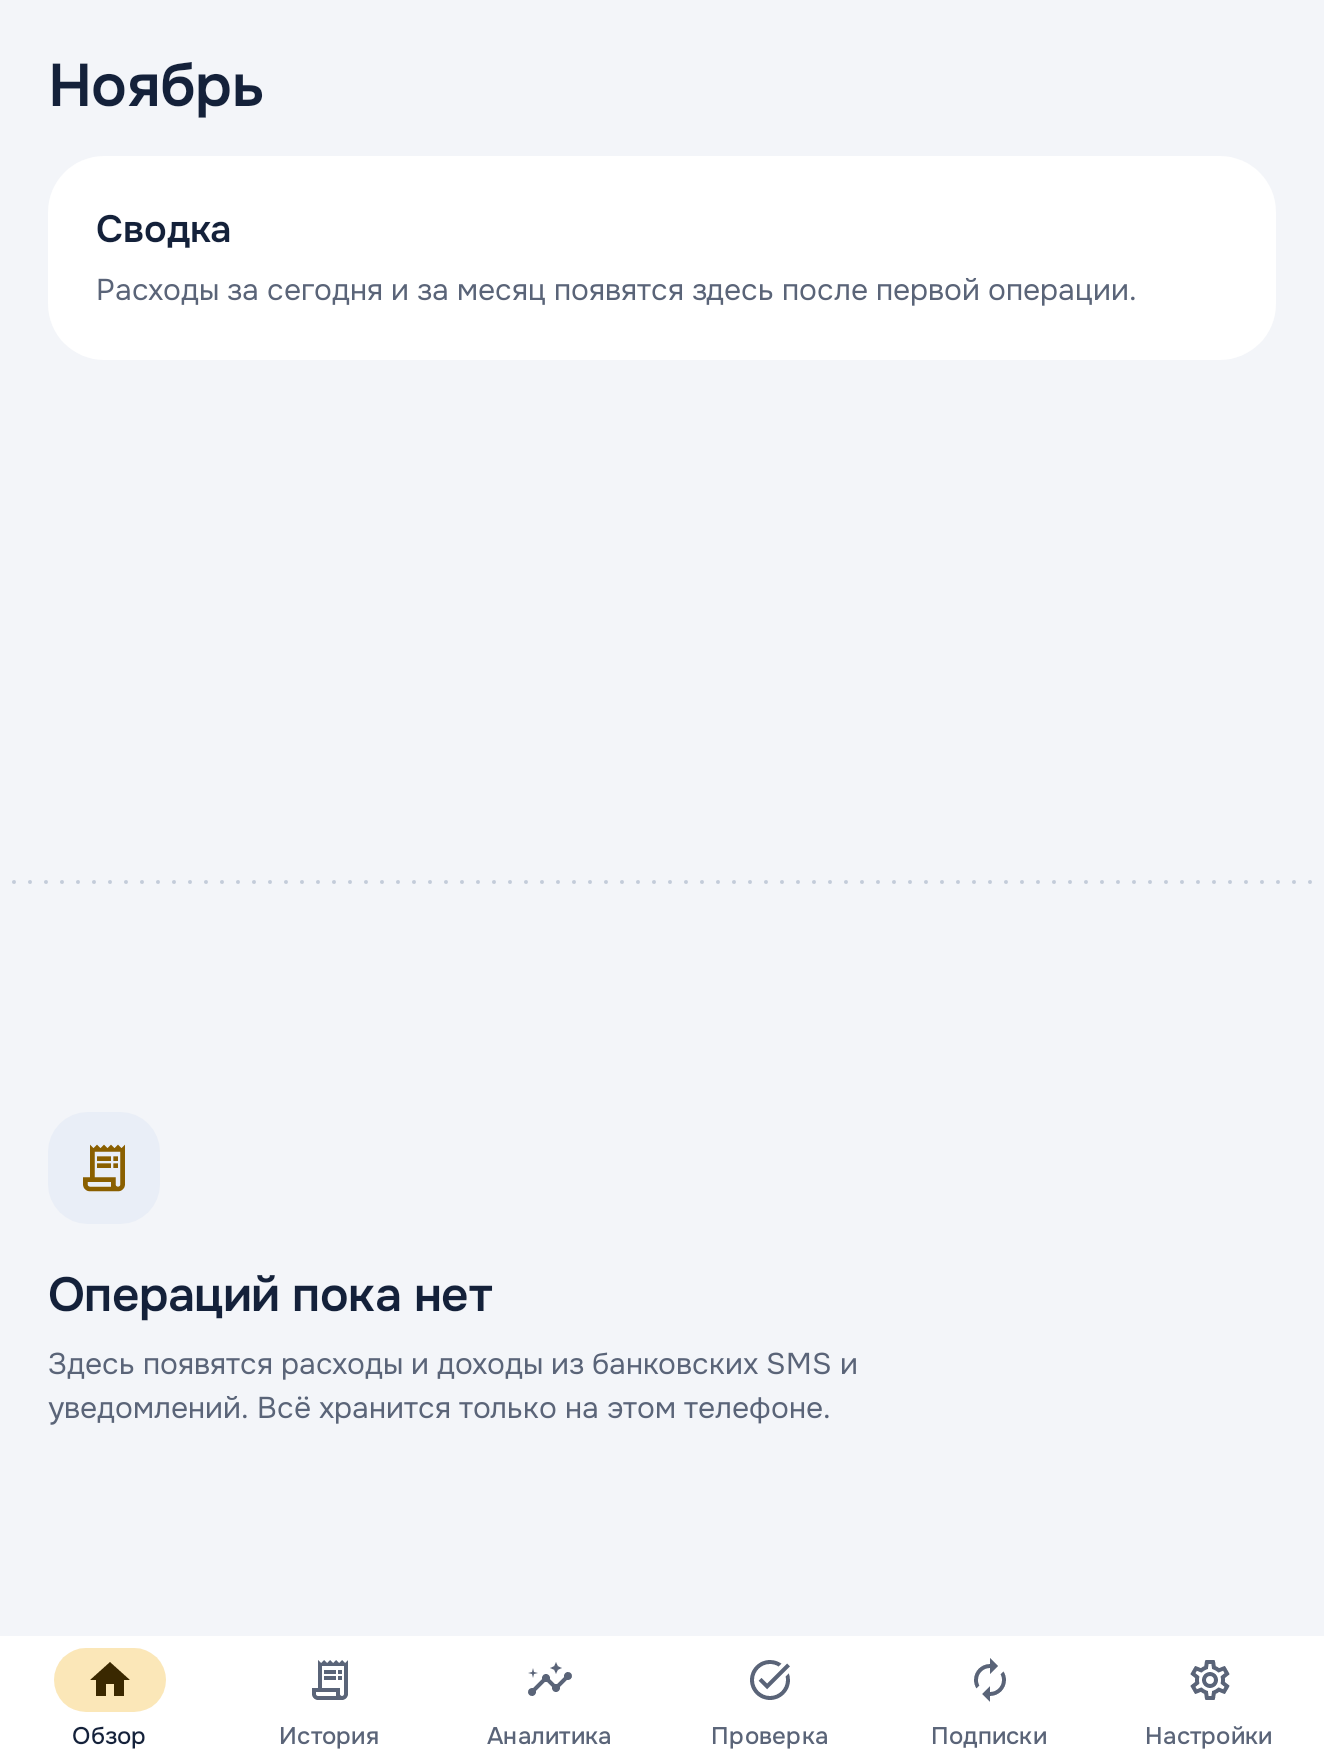 Ноябрь
Сводка
Расходы за сегодня и за месяц появятся здесь после первой операции.
Операций пока нет
Здесь появятся расходы и доходы из банковских SMS и
уведомлений. Всё хранится только на этом телефоне.
Обзор
История
Аналитика
Проверка
Подписки
Настройки